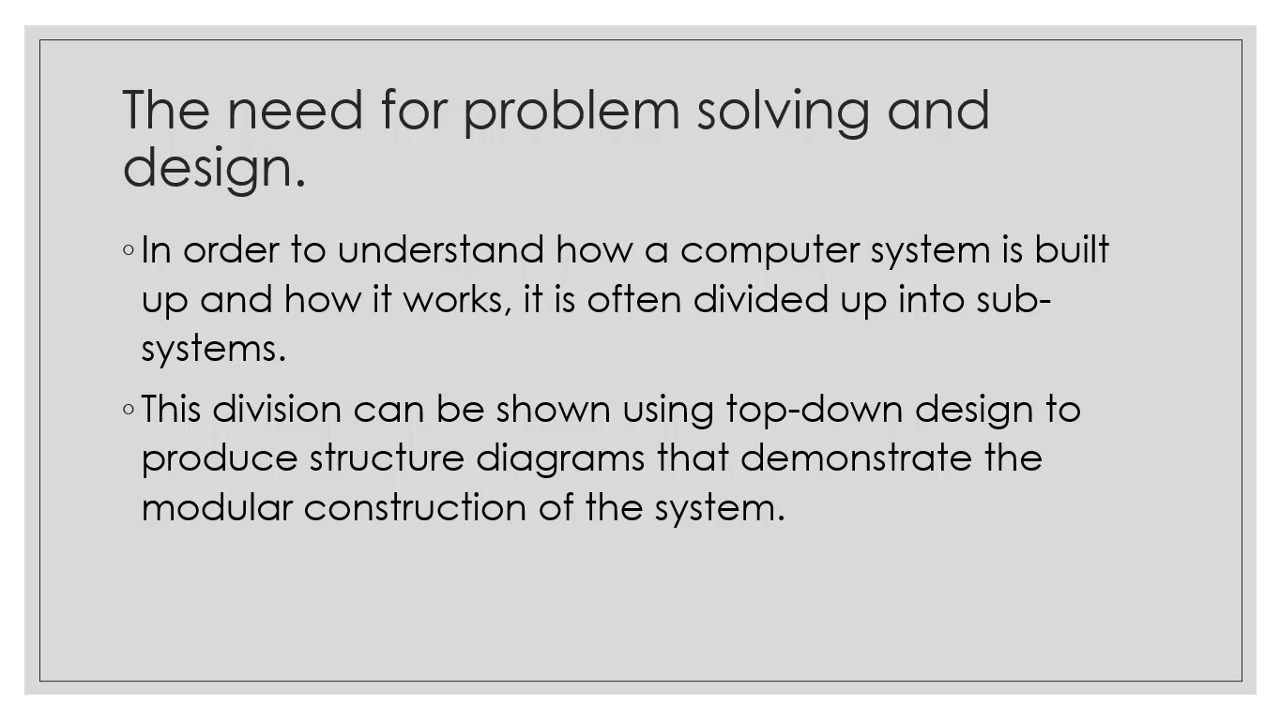 The need for problem solving and
design.
◦ In order to understand how a computer system is built
up and how it works, it is often divided up into sub-
systems.
◦ This division can be shown using top-down design to
produce structure diagrams that demonstrate the
modular construction of the system.